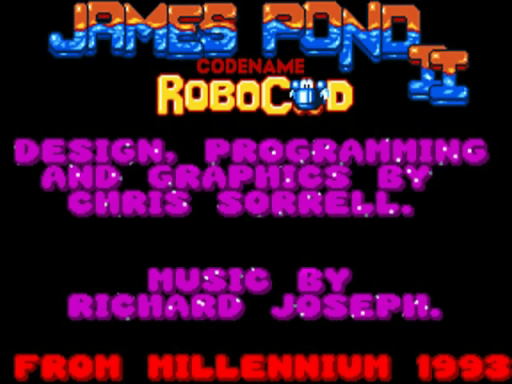 JAMES POND II
CODENAME
ROBOCOD
DESIGN, PROGRAMMING
AND GRAPHICS BY
CHRIS SORRELL.
MUSIC BY
RICHARD JOSEPH.
FROM MILLENNIUM 1993